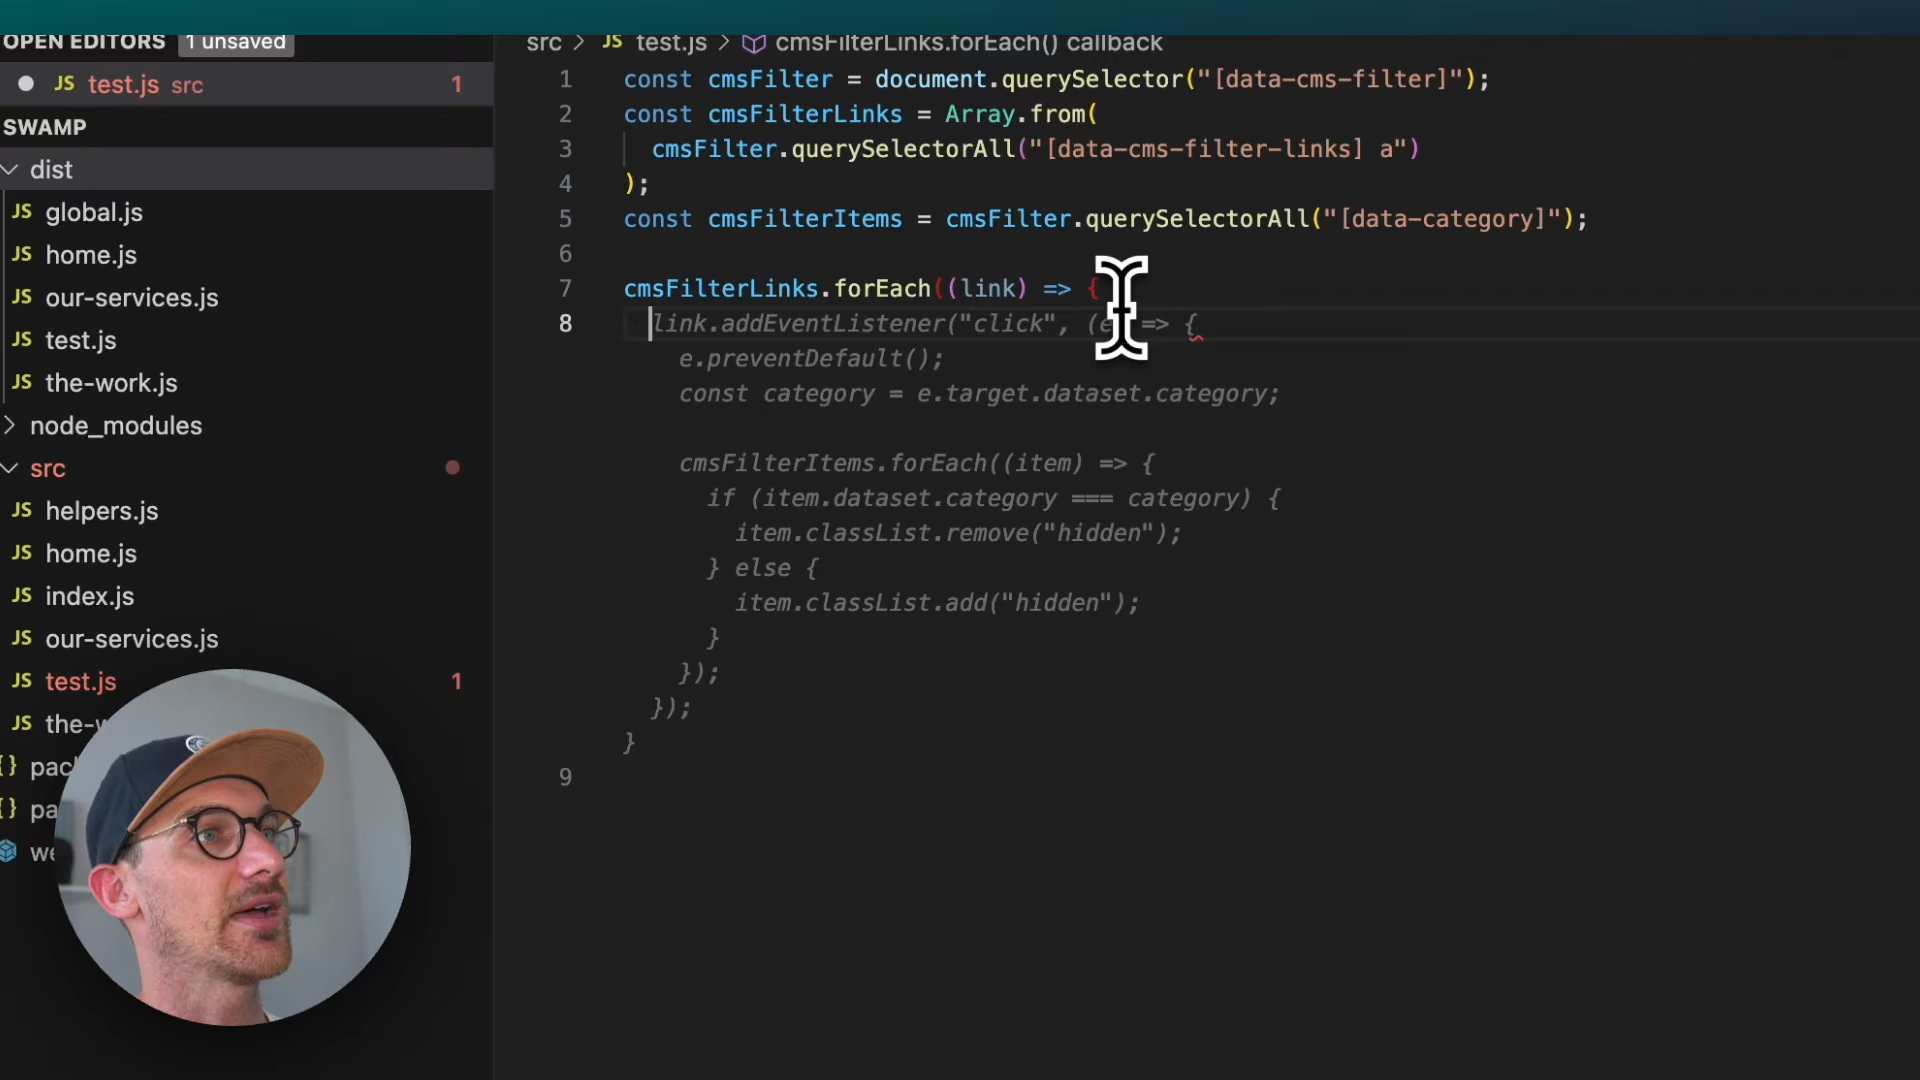 OPEN EDITORS 1 unsaved
JS test.js src 1
SWAMP
dist
JS global.js
JS home.js
JS our-services.js
JS test.js
JS the-work.js
node_modules
src
JS helpers.js
JS home.js
JS index.js
JS our-services.js
JS test.js 1
JS
src > JS test.js > cmsFilterLinks.forEach() callback
1 const cmsFilter = document.querySelector("[data-cms-filter]");
2 const cmsFilterLinks = Array.from(
3 cmsFilter.querySelectorAll("[data-cms-filter-links] a")
4 );
5 const cmsFilterItems = cmsFilter.querySelectorAll("[data-category]");
6
7 cmsFilterLinks.forEach((link) => {
8 link.addEventListener("click", (e => {
e.preventDefault();
const category = e.target.dataset.category;
cmsFilterItems.forEach((item) => {
if (item.dataset.category === category) {
item.classList.remove("hidden");
} else {
item.classList.add("hidden");
}
});
});
}
9